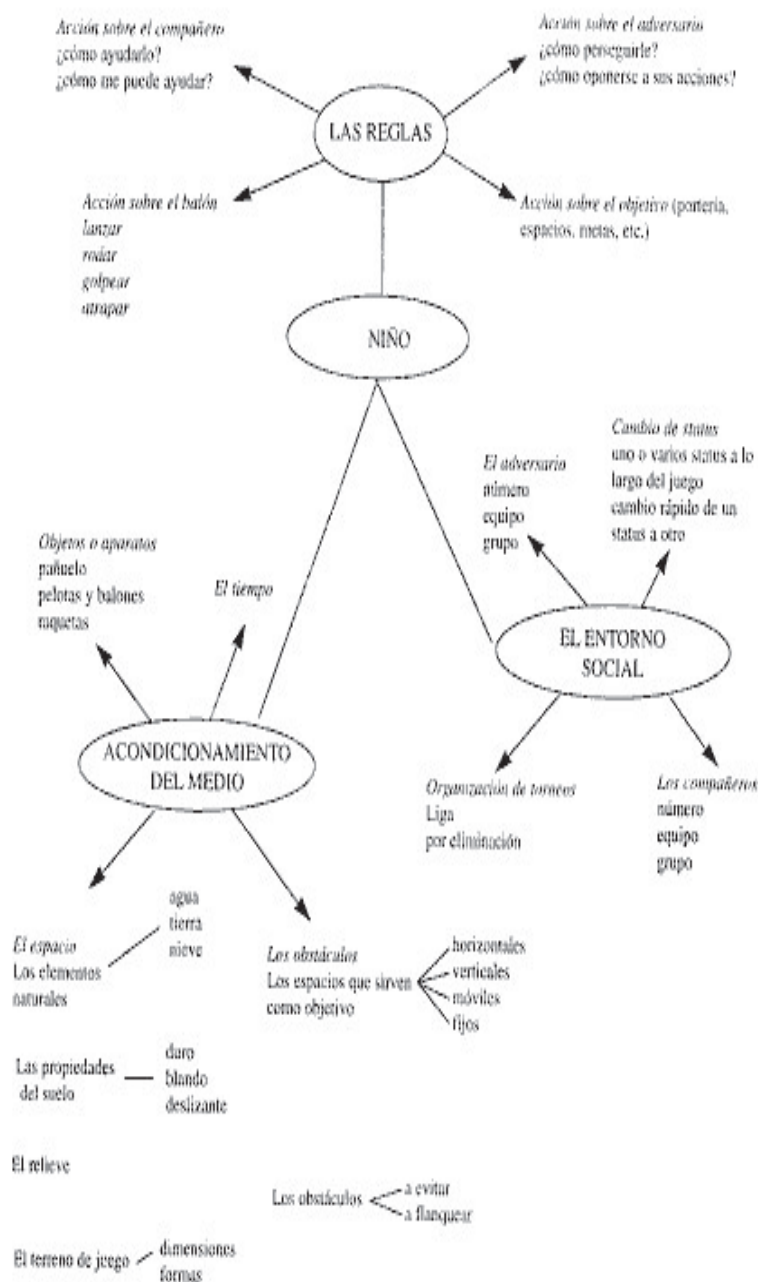 Acción sobre el compañero
¿cómo ayudarlo?
¿cómo me puede ayudar?
Acción sobre el adversario
¿cómo perseguirle?
¿cómo oponerse a sus acciones?
LAS REGLAS
Acción sobre el balón
lanzar
rodar
golpear
atrapar
Acción sobre el objetivo (portería,
espacios, metas, etc.)
NIÑO
El adversario
número
equipo
grupo
Cambio de status
uno o varios status a lo
largo del juego
cambio rápido de un
status a otro
Objetos o aparatos
pañuelo
pelotas y balones
raquetas
El tiempo
EL ENTORNO
SOCIAL
ACONDICIONAMIENTO
DEL MEDIO
Organización de torneos
Liga
por eliminación
Los compañeros
número
equipo
grupo
El espacio
Los elementos
naturales
agua
tierra
nieve
Los obstáculos
Los espacios que sirven
como objetivo
horizontales
verticales
móviles
fijos
Las propiedades
del suelo
duro
blando
deslizante
El relieve
Los obstáculos
a evitar
a flanquear
El terreno de juego
dimensiones
formas